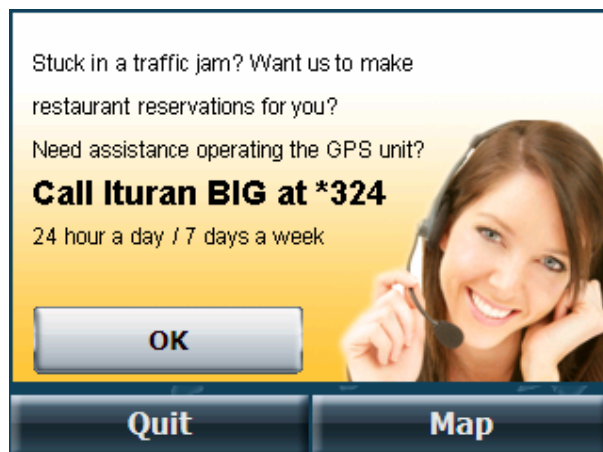 Stuck in a traffic jam? Want us to make
restaurant reservations for you?
Need assistance operating the GPS unit?
Call Ituran BIG at *324
24 hour a day / 7 days a week
OK
Quit
Map